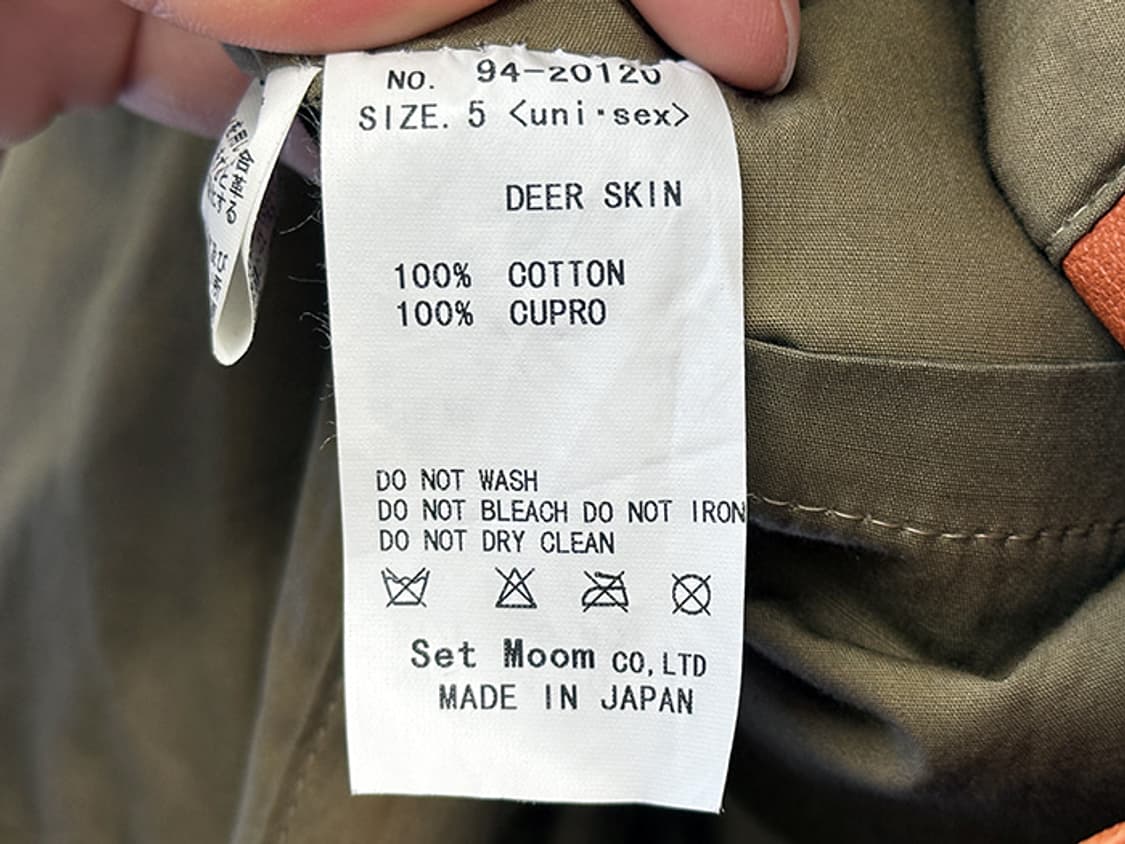 NO. 94-20120
SIZE. 5 <uni・sex>
DEER SKIN
100% COTTON
100% CUPRO
DO NOT WASH
DO NOT BLEACH DO NOT IRON
DO NOT DRY CLEAN
Set Moom CO,LTD
MADE IN JAPAN